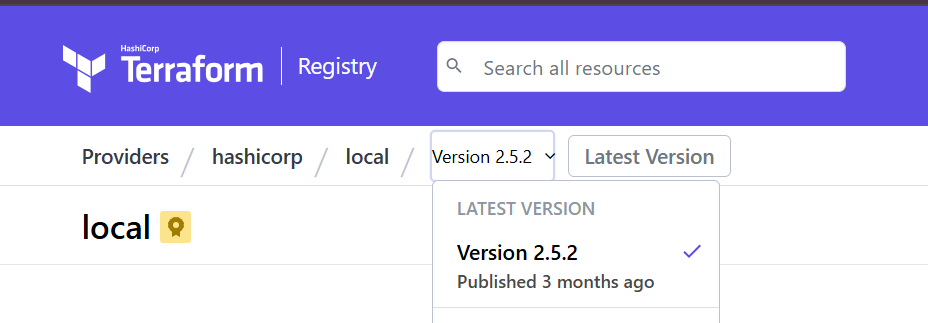 HashiCorp
Terraform
Registry
Search all resources
Providers / hashicorp / local / Version 2.5.2 Latest Version
LATEST VERSION
local
Version 2.5.2
Published 3 months ago